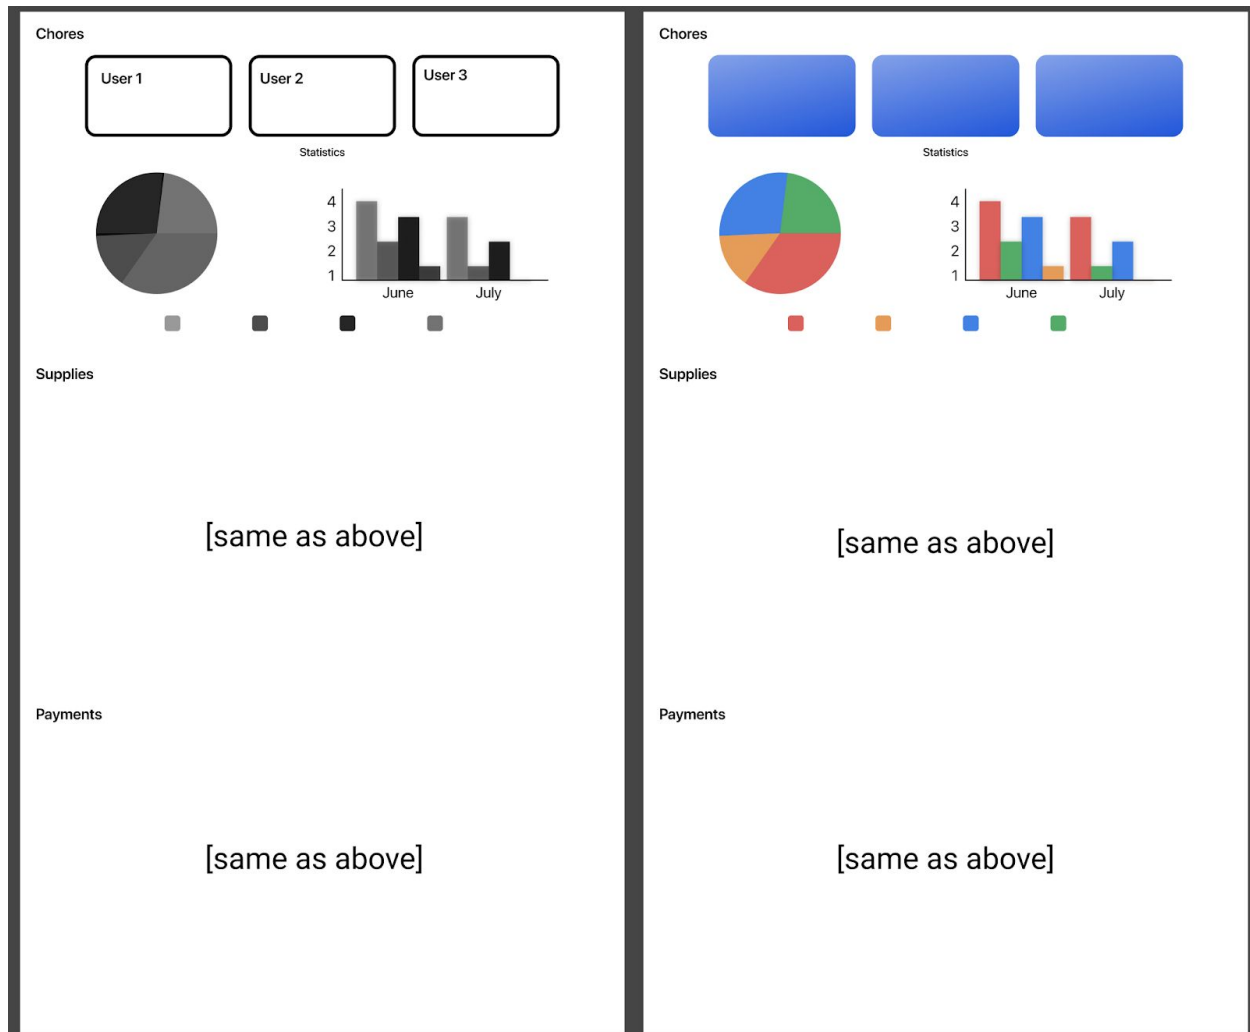 Chores
User 1
User 2
User 3
Statistics
4
3
2
1
June
July
Supplies
[same as above]
Payments
[same as above]
Chores
Statistics
4
3
2
1
June
July
Supplies
[same as above]
Payments
[same as above]